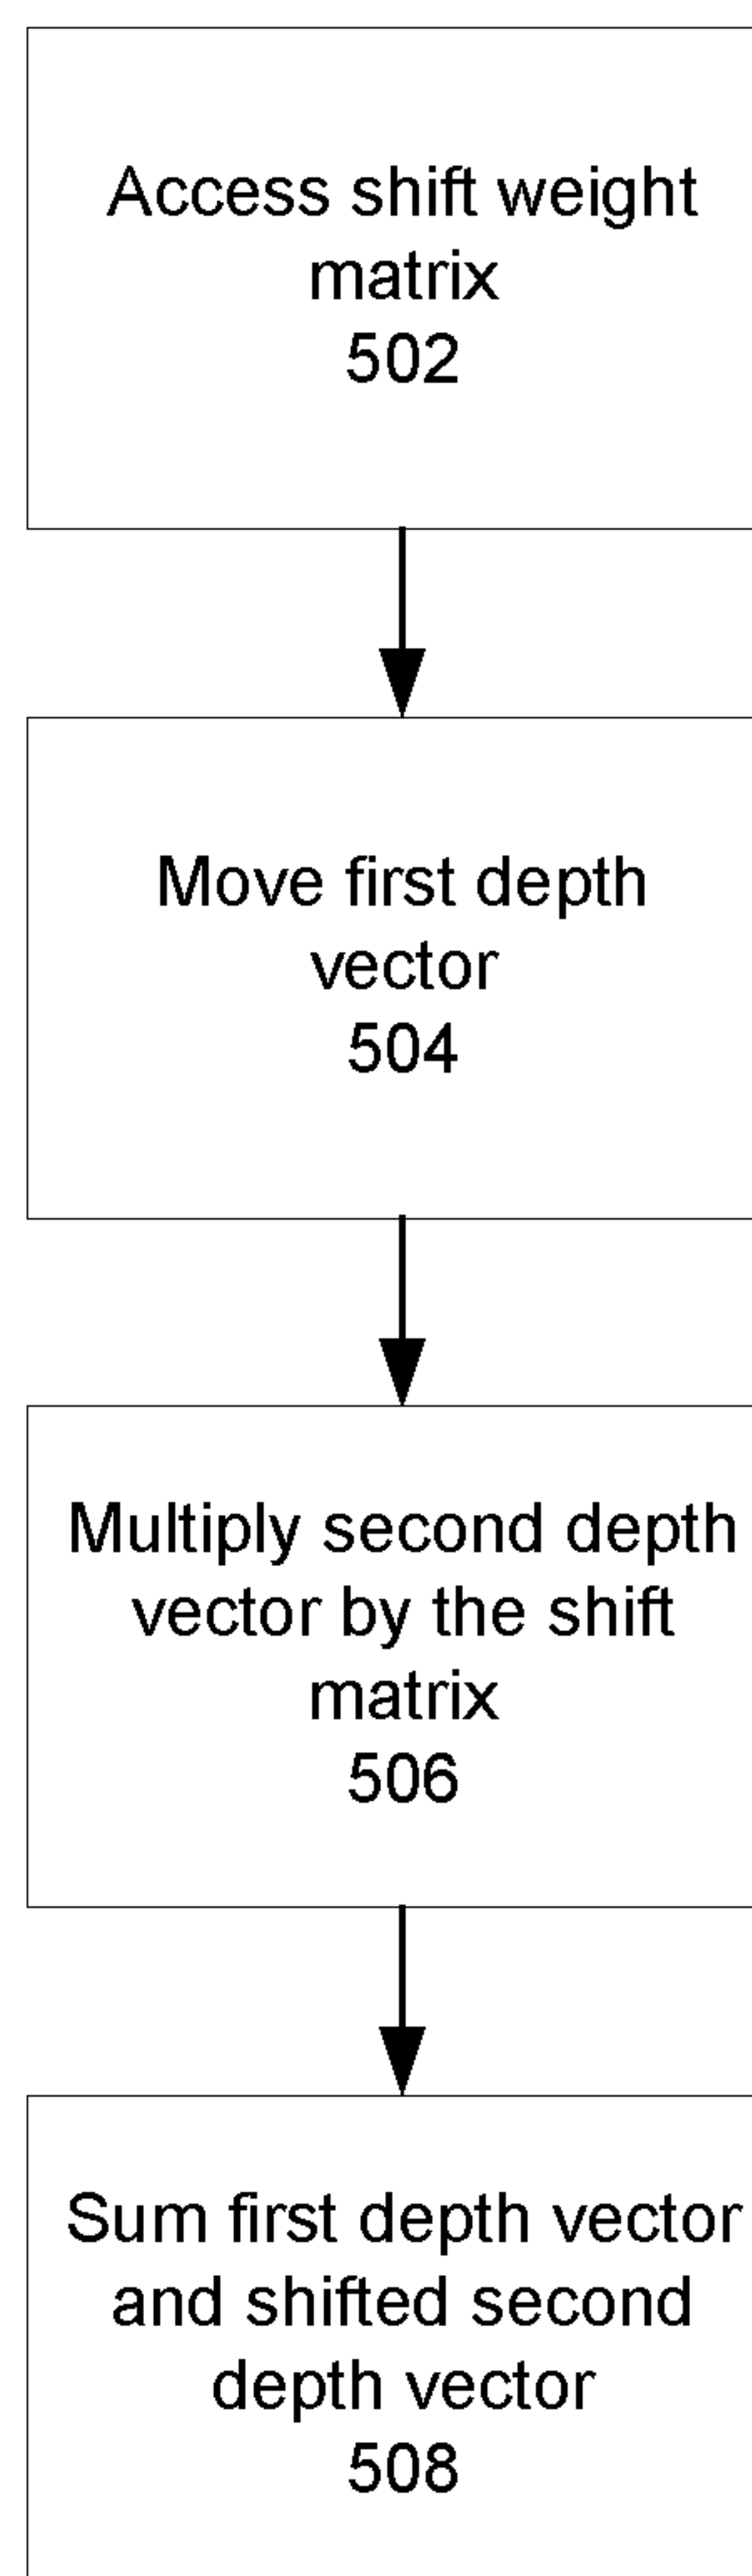 Access shift weight
matrix
502
Move first depth
vector
504
Multiply second depth
vector by the shift
matrix
506
Sum first depth vector
and shifted second
depth vector
508